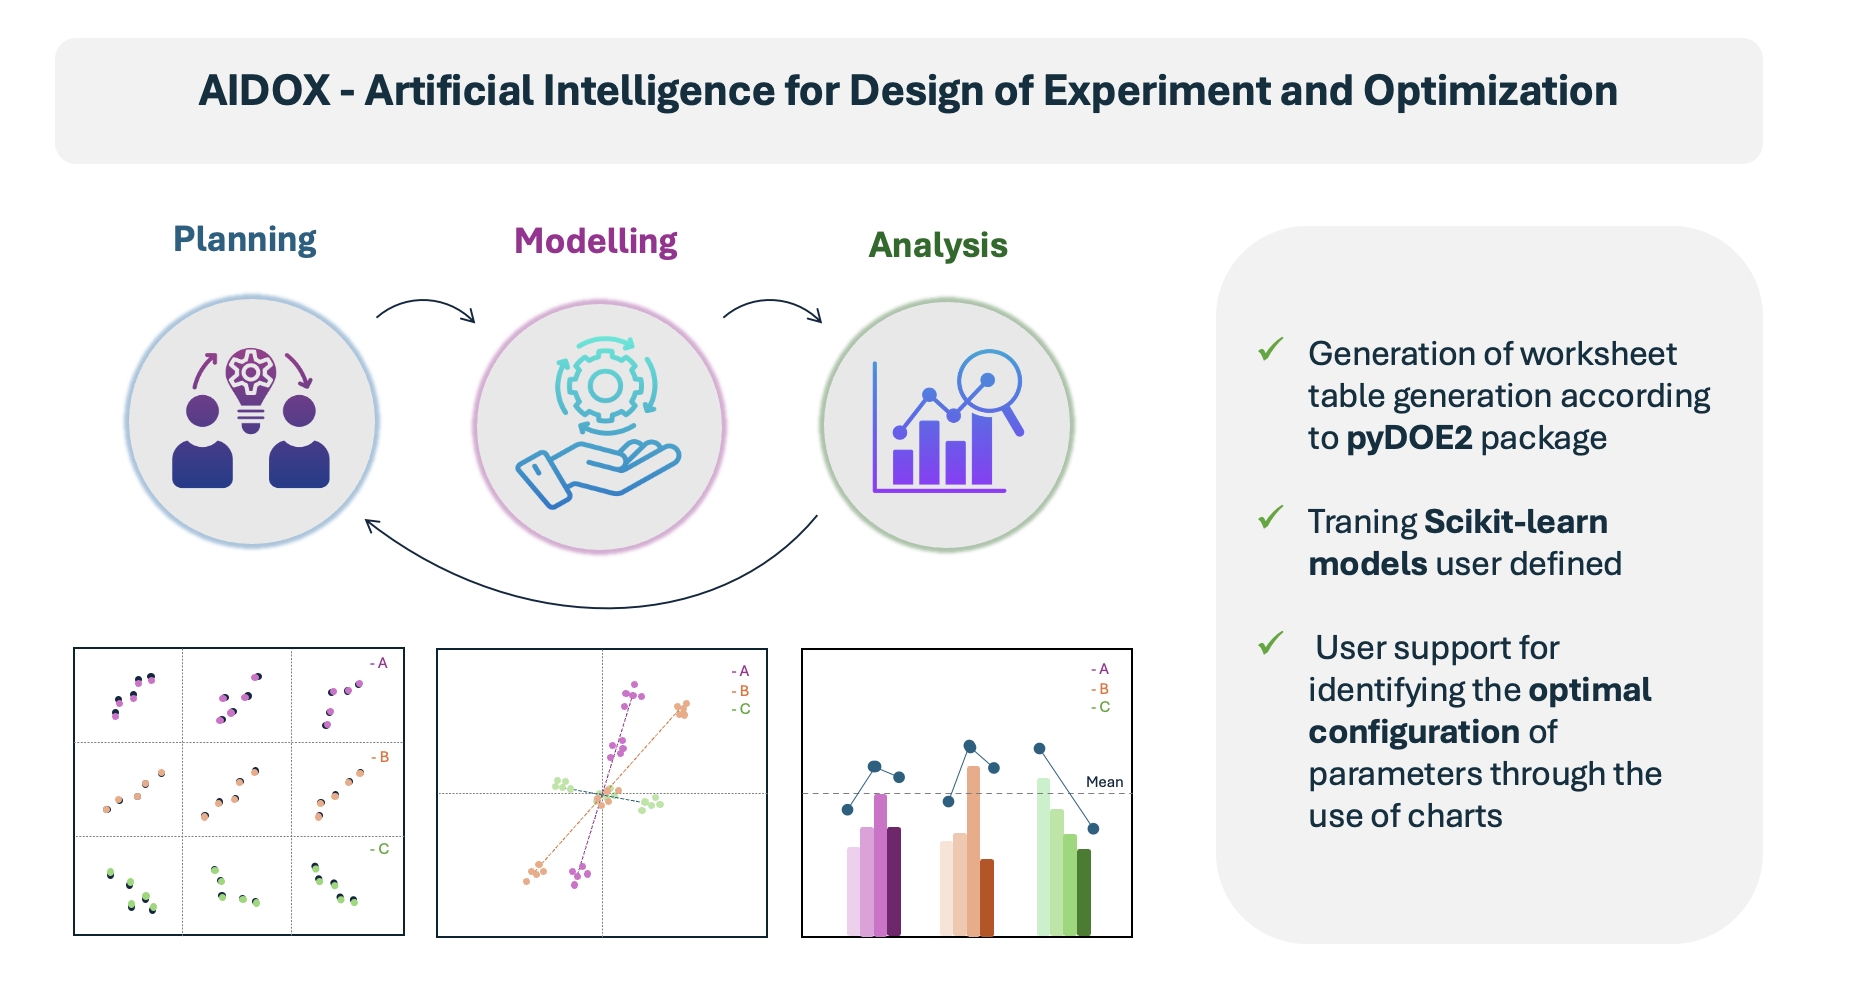 AIDOX - Artificial Intelligence for Design of Experiment and Optimization
Planning
Modelling
Analysis
- A
- B
- C
- A
- B
- C
- A
- B
- C
Mean
Generation of worksheet
table generation according
to pyDOE2 package
Traning Scikit-learn
models user defined
User support for
identifying the optimal
configuration of
parameters through the
use of charts